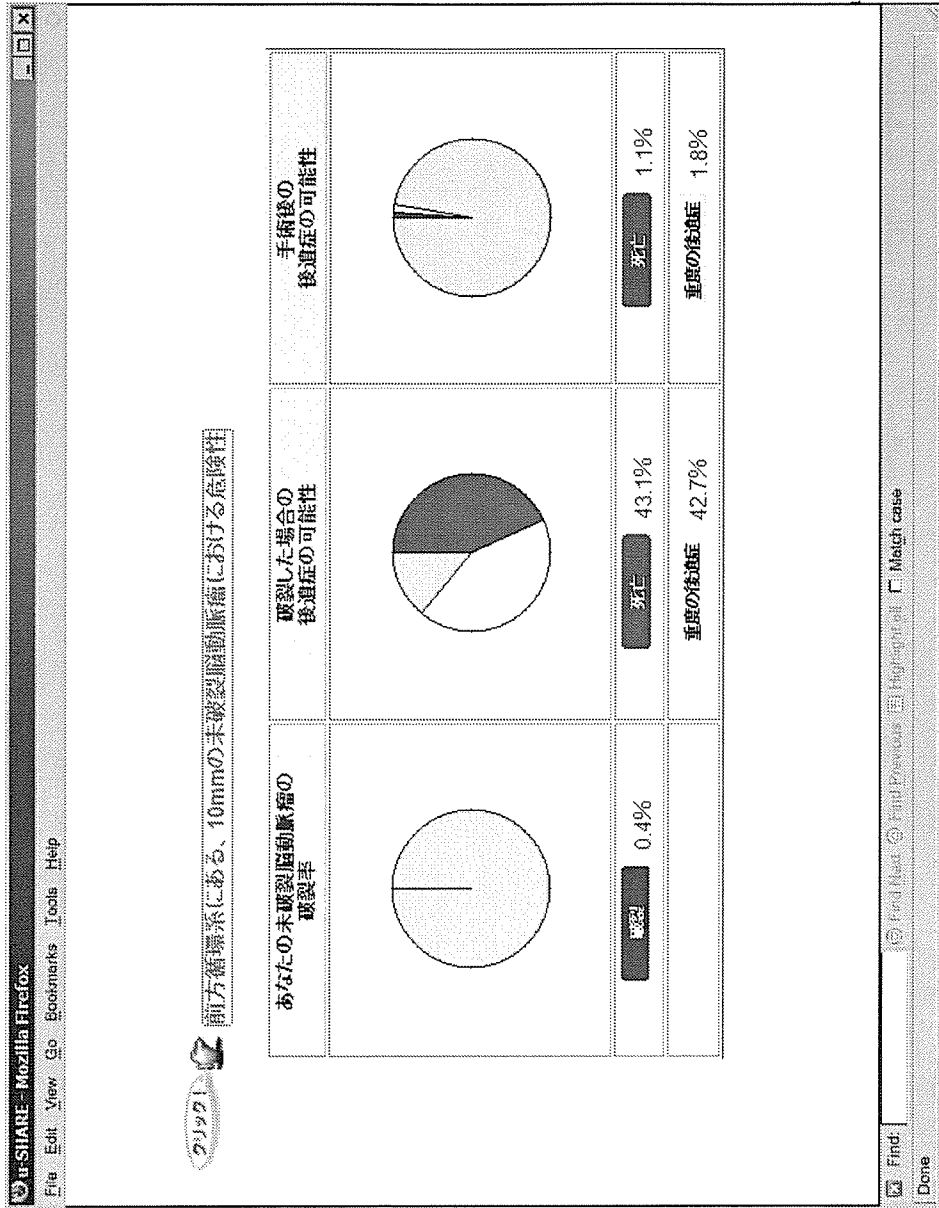 u-SHARE - Mozilla Firefox
File Edit View Go Bookmarks Tools Help
クリック！
前方循環系にある、10mmの未破裂脳動脈瘤における危険性
あなたの未破裂脳動脈瘤の
破裂率
破裂した場合の
後遺症の可能性
手術後の
後遺症の可能性
破裂 0.4%
死亡 43.1%
死亡 1.1%
重度の後遺症 42.7%
重度の後遺症 1.8%
Find: Find Next Find Previous Highlight all Match case
Done